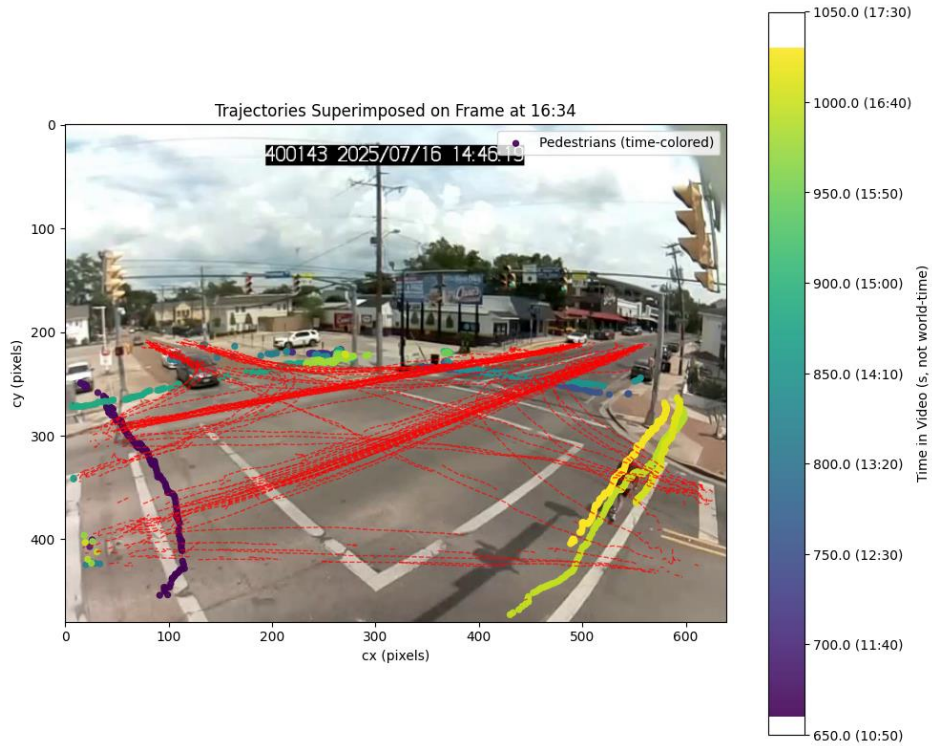 Trajectories Superimposed on Frame at 16:34
Pedestrians (time-colored)
400143 2025/07/16 14:46:19
0
100
200
300
400
cy (pixels)
0 100 200 300 400 500 600
cx (pixels)
1050.0 (17:30)
1000.0 (16:40)
950.0 (15:50)
900.0 (15:00)
850.0 (14:10)
800.0 (13:20)
750.0 (12:30)
700.0 (11:40)
650.0 (10:50)
Time in Video (s, not world-time)